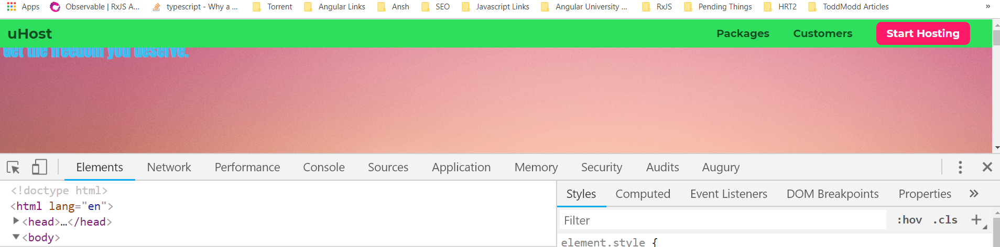 Apps Observable | RxJS A... typescript - Why a ... Torrent Angular Links Ansh SEO Javascript Links Angular University ... RxJS Pending Things HRT2 ToddModd Articles »
uHost Packages Customers Start Hosting
Get the freedom you deserve.
Elements Network Performance Console Sources Application Memory Security Audits Augury
<!doctype html>
<html lang="en">
<head>…</head>
<body>
Styles Computed Event Listeners DOM Breakpoints Properties »
Filter :hov .cls +
element.style {